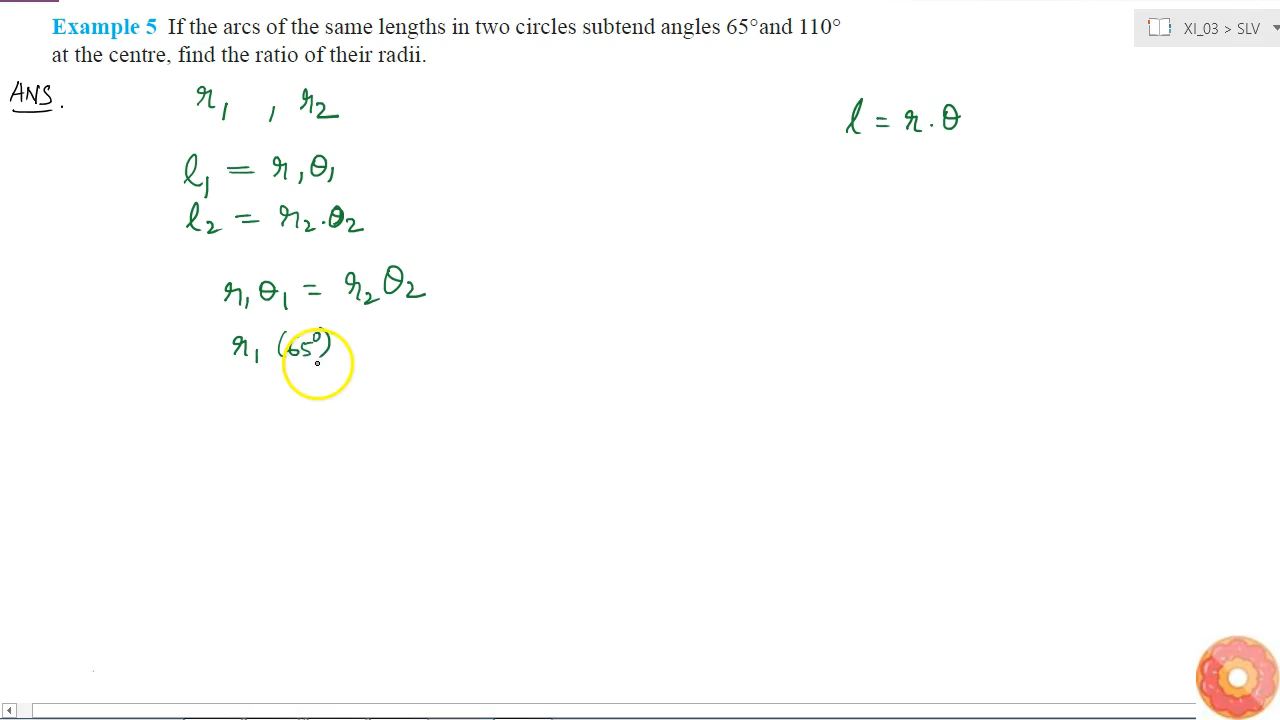 Example 5 If the arcs of the same lengths in two circles subtend angles 65°and 110°
at the centre, find the ratio of their radii.
XI_03 > SLV
ANS.
r₁ , r₂
l = r . θ
l₁ = r₁θ₁
l₂ = r₂.θ₂
r₁θ₁ = r₂θ₂
r₁ (65°)